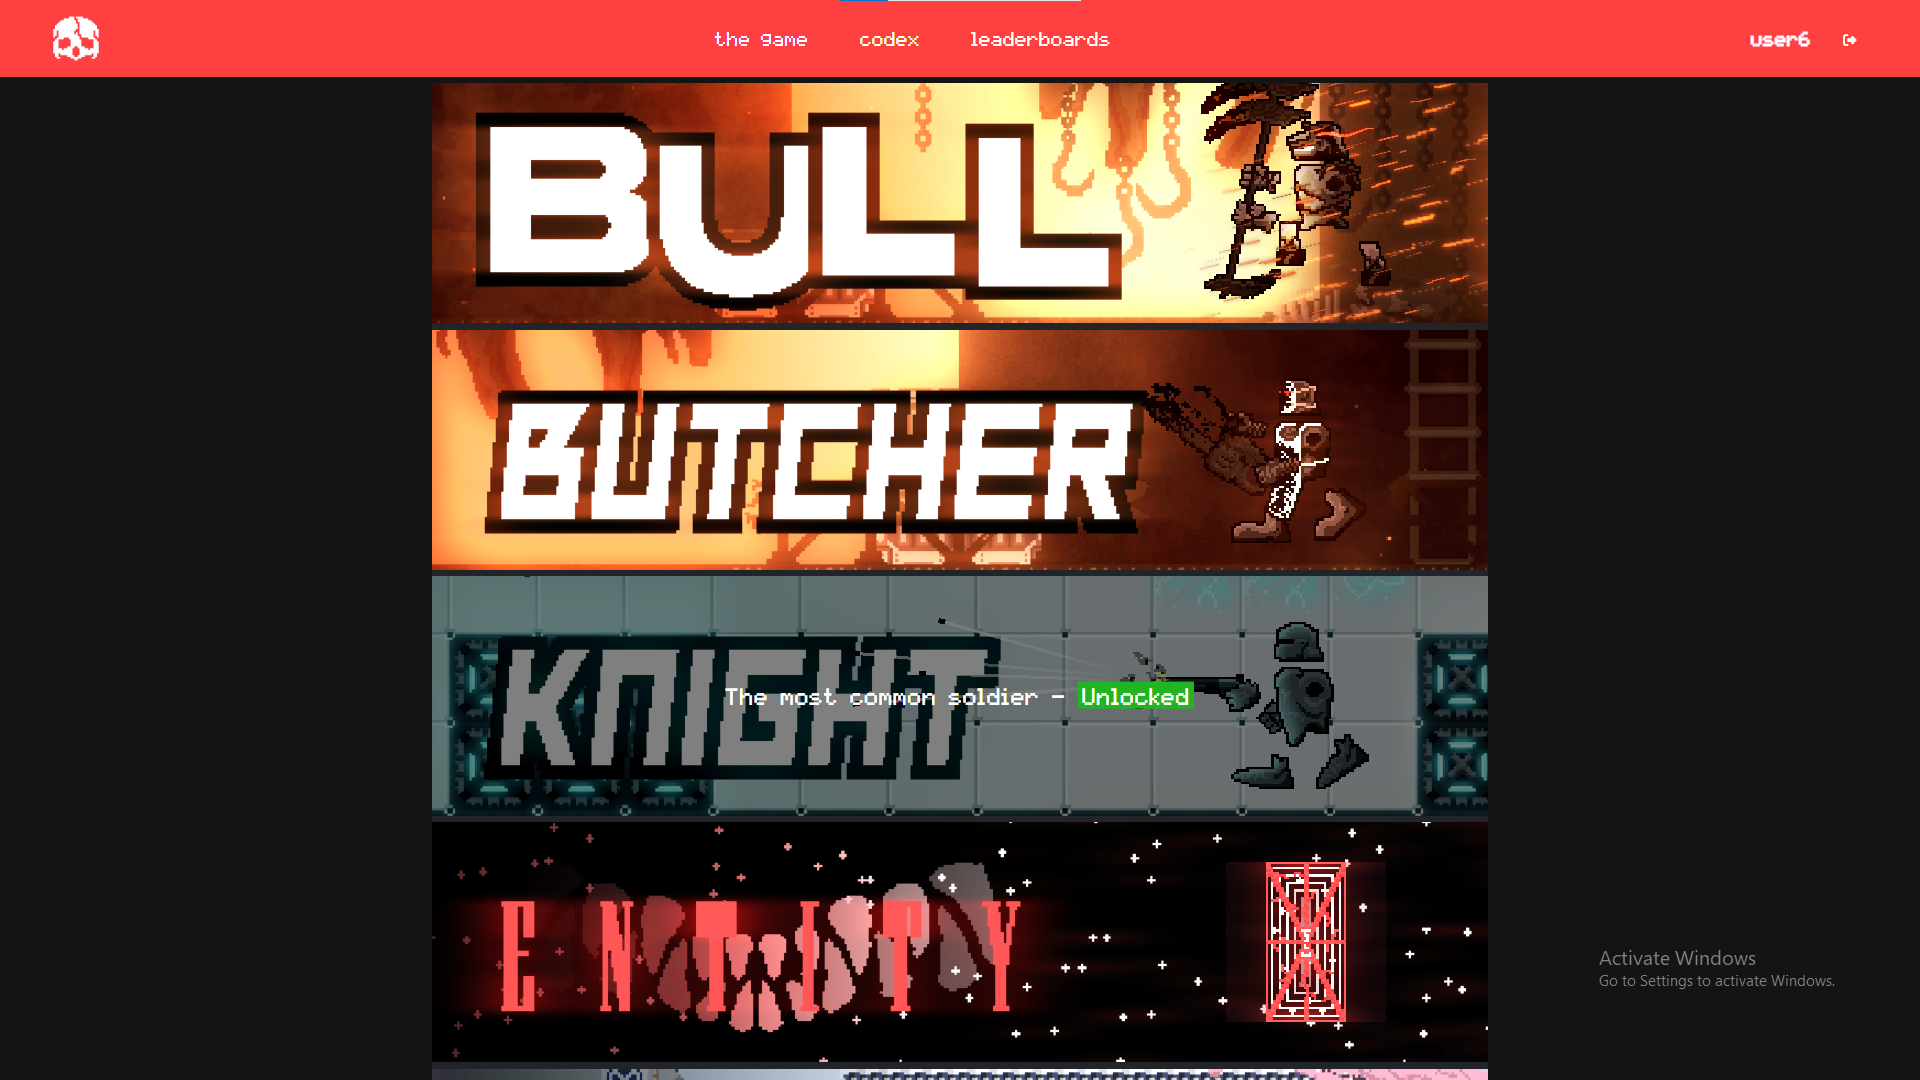 the game codex leaderboards user6
BULL
BUTCHER
KNIGHT
The most common soldier - Unlocked
ENTITY
Activate Windows
Go to Settings to activate Windows.